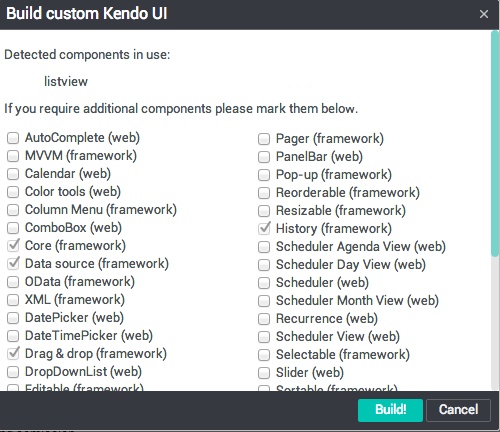 Build custom Kendo UI
×
Detected components in use:
listview
If you require additional components please mark them below.
AutoComplete (web)
MVVM (framework)
Calendar (web)
Color tools (web)
Column Menu (framework)
ComboBox (web)
Core (framework)
Data source (framework)
OData (framework)
XML (framework)
DatePicker (web)
DateTimePicker (web)
Drag & drop (framework)
DropDownList (web)
Editable (framework)
Pager (framework)
PanelBar (web)
Pop-up (framework)
Reorderable (framework)
Resizable (framework)
History (framework)
Scheduler Agenda View (web)
Scheduler Day View (web)
Scheduler (web)
Scheduler Month View (web)
Recurrence (web)
Scheduler View (web)
Selectable (framework)
Slider (web)
Sortable (framework)
Build!
Cancel